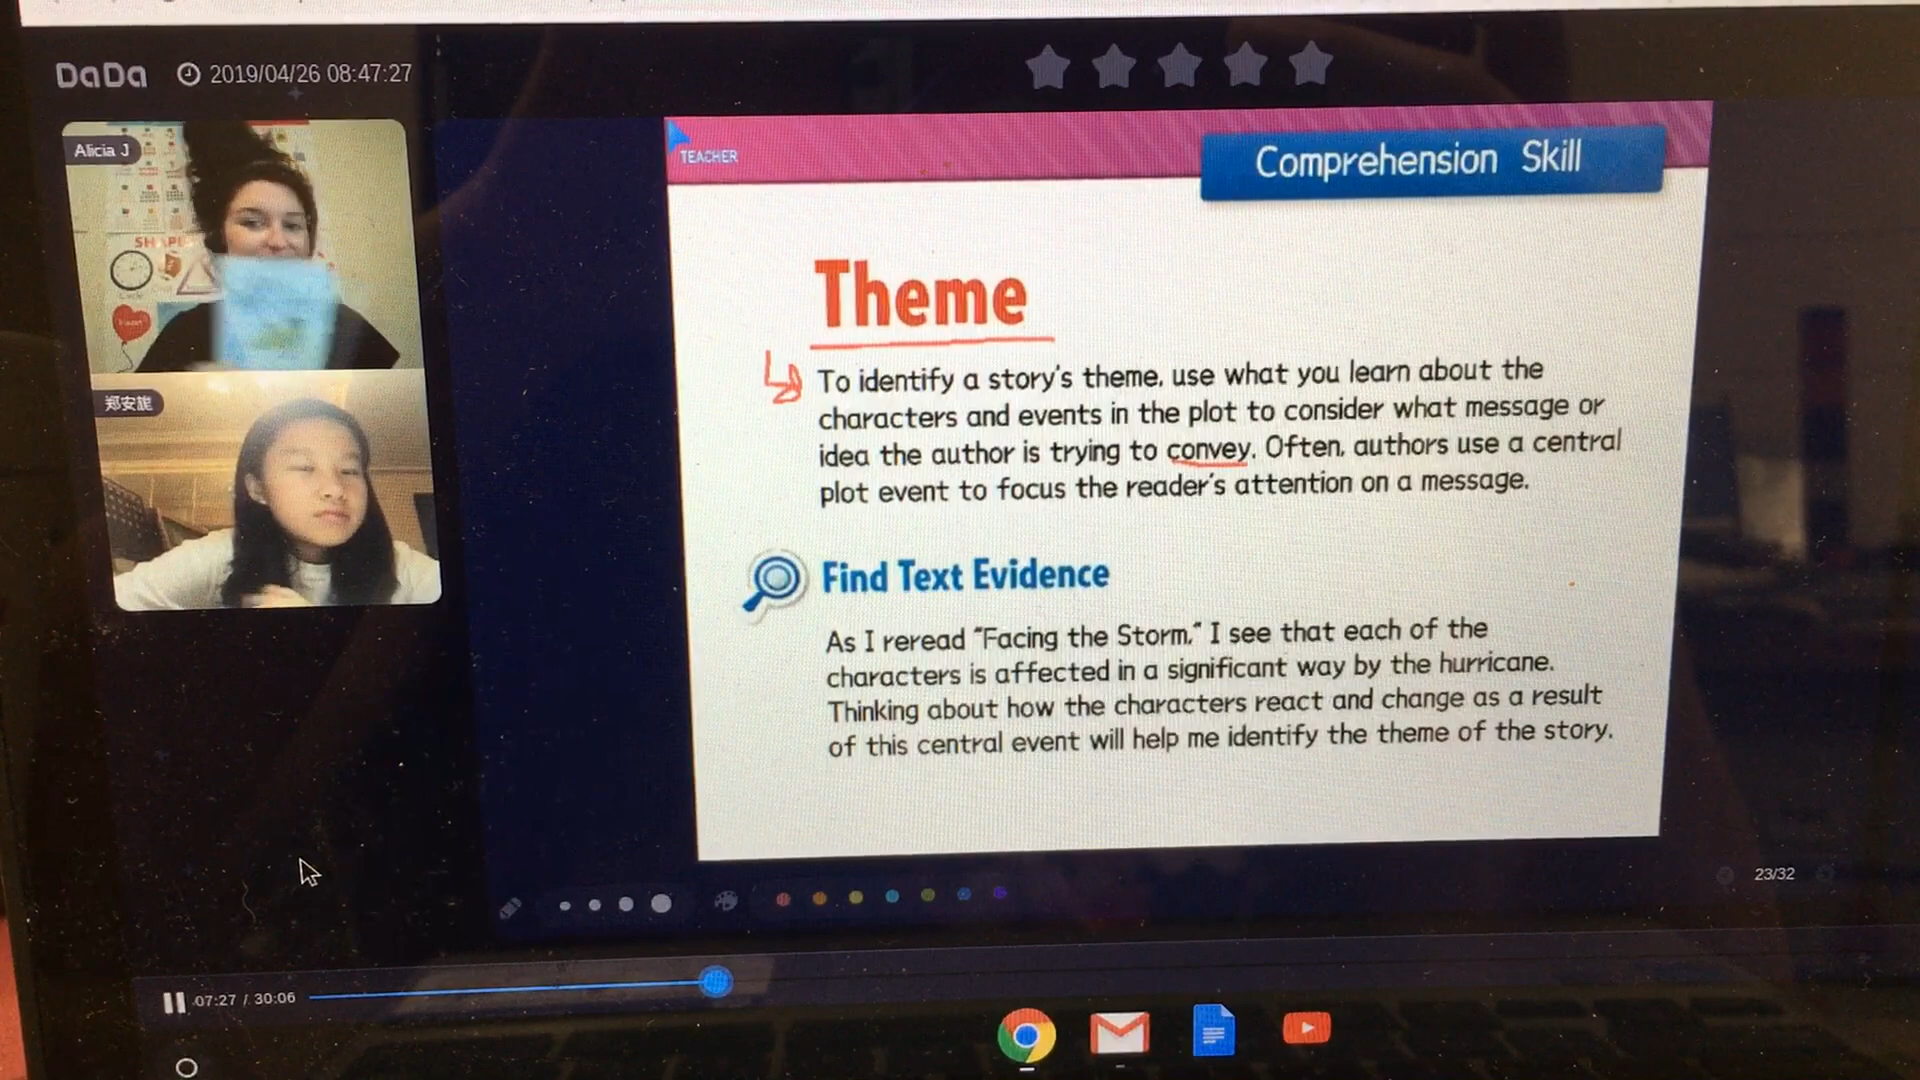 DaDa 2019/04/26 08:47:27
Alicia J
SHAP
TEACHER
Comprehension Skill
Theme
To identify a story's theme, use what you learn about the
characters and events in the plot to consider what message or
idea the author is trying to convey. Often, authors use a central
plot event to focus the reader's attention on a message.
Find Text Evidence
As I reread "Facing the Storm," I see that each of the
characters is affected in a significant way by the hurricane.
Thinking about how the characters react and change as a result
of this central event will help me identify the theme of the story.
23/32
07:27 / 30:06